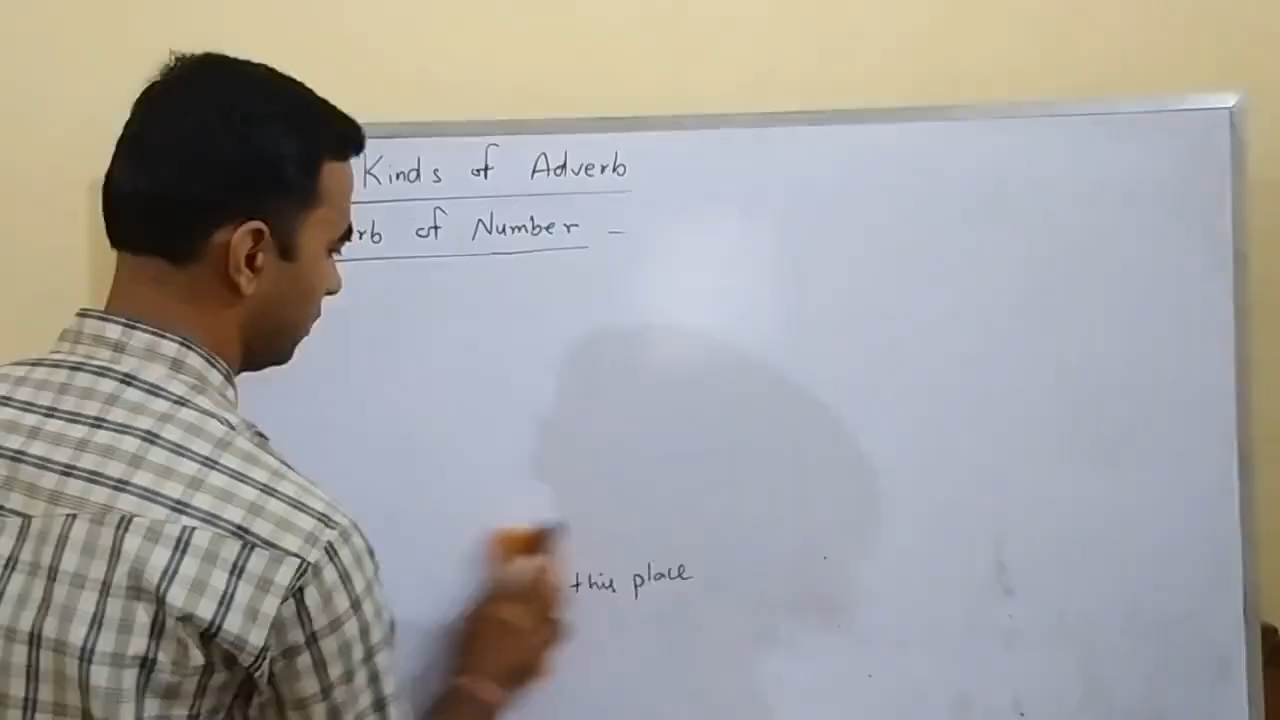 Kinds of Adverb
rb of Number –
this place